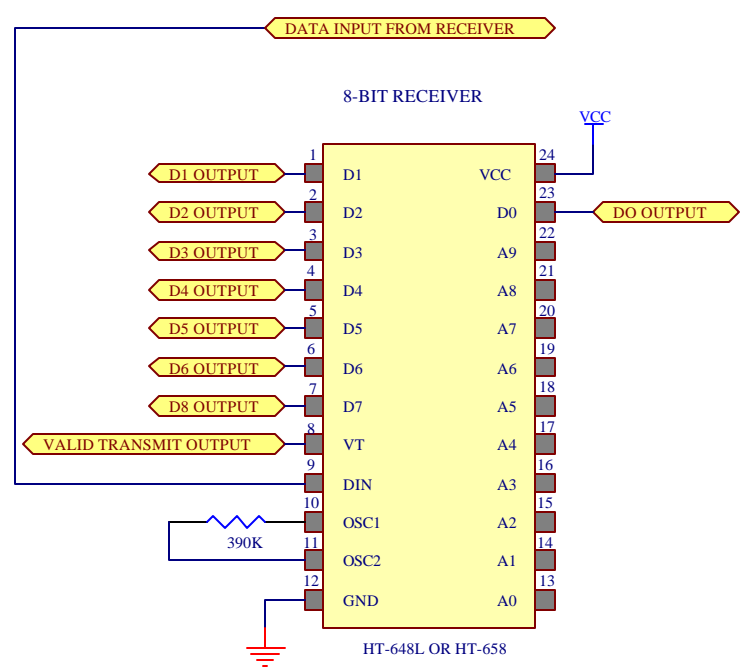 DATA INPUT FROM RECEIVER
8-BIT RECEIVER
VCC
1
24
D1 OUTPUT
D1
VCC
2
23
D2 OUTPUT
D2
D0
DO OUTPUT
3
22
D3 OUTPUT
D3
A9
4
21
D4 OUTPUT
D4
A8
5
20
D5 OUTPUT
D5
A7
6
19
D6 OUTPUT
D6
A6
7
18
D8 OUTPUT
D7
A5
8
17
VALID TRANSMIT OUTPUT
VT
A4
9
16
DIN
A3
10
15
OSC1
A2
390K
11
14
OSC2
A1
12
13
GND
A0
HT-648L OR HT-658